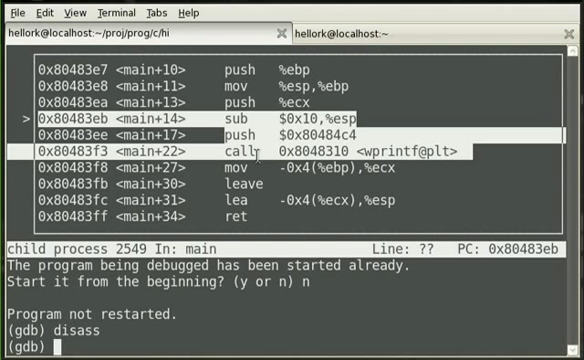 File Edit View Terminal Tabs Help
hellork@localhost:~/proj/prog/c/hi hellork@localhost:~
0x80483e7 <main+10> push %ebp
0x80483e8 <main+11> mov %esp,%ebp
0x80483ea <main+13> push %ecx
> 0x80483eb <main+14> sub $0x10,%esp
0x80483ee <main+17> push $0x80484c4
0x80483f3 <main+22> call 0x8048310 <wprintf@plt>
0x80483f8 <main+27> mov -0x4(%ebp),%ecx
0x80483fb <main+30> leave
0x80483fc <main+31> lea -0x4(%ecx),%esp
0x80483ff <main+34> ret
child process 2549 In: main Line: ?? PC: 0x80483eb
The program being debugged has been started already.
Start it from the beginning? (y or n) n
Program not restarted.
(gdb) disass
(gdb)